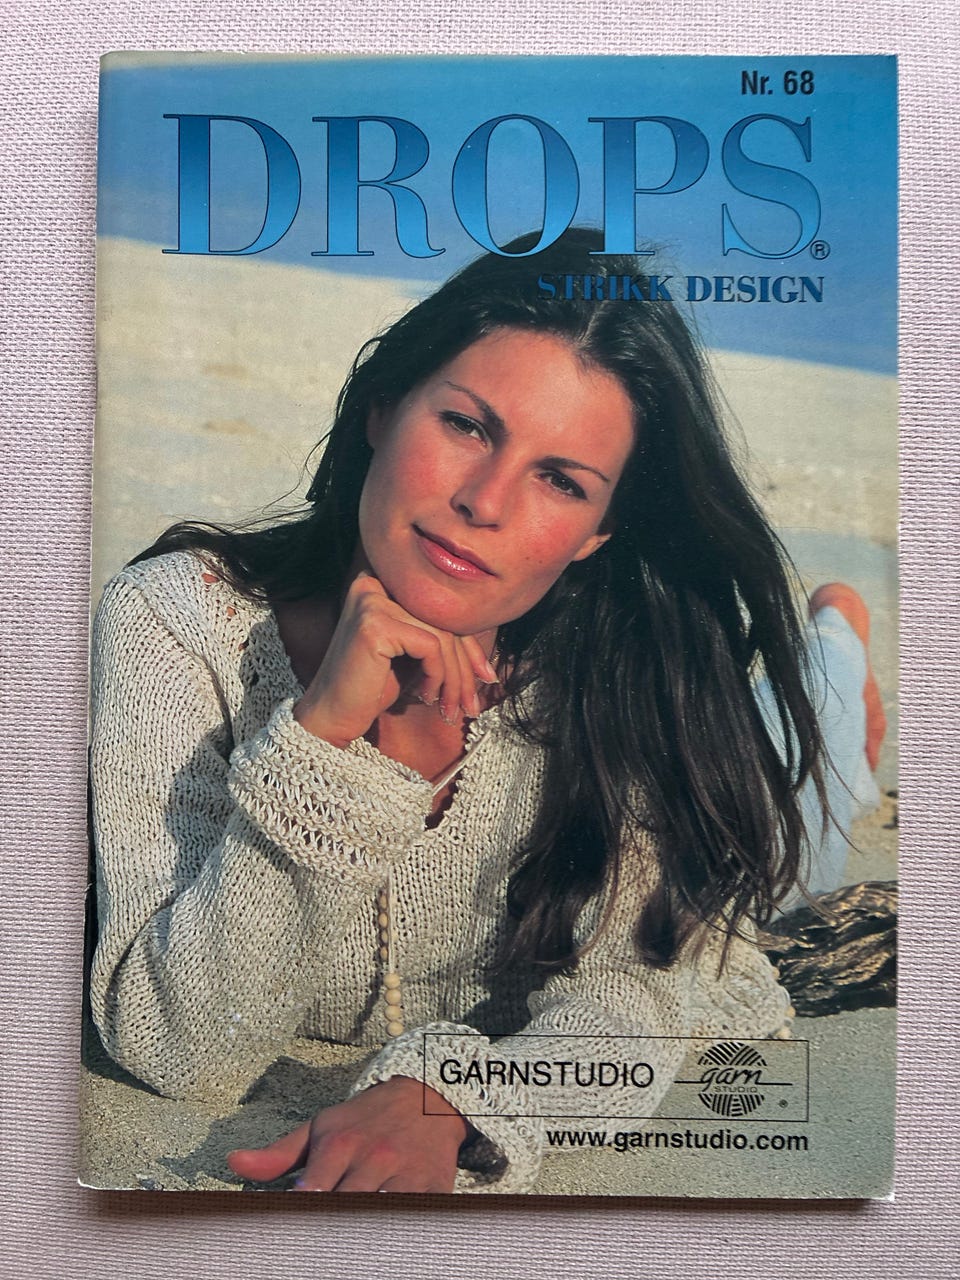 Nr. 68
DROPS®
STRIKK DESIGN
GARNSTUDIO
garn
STUDIO
®
www.garnstudio.com